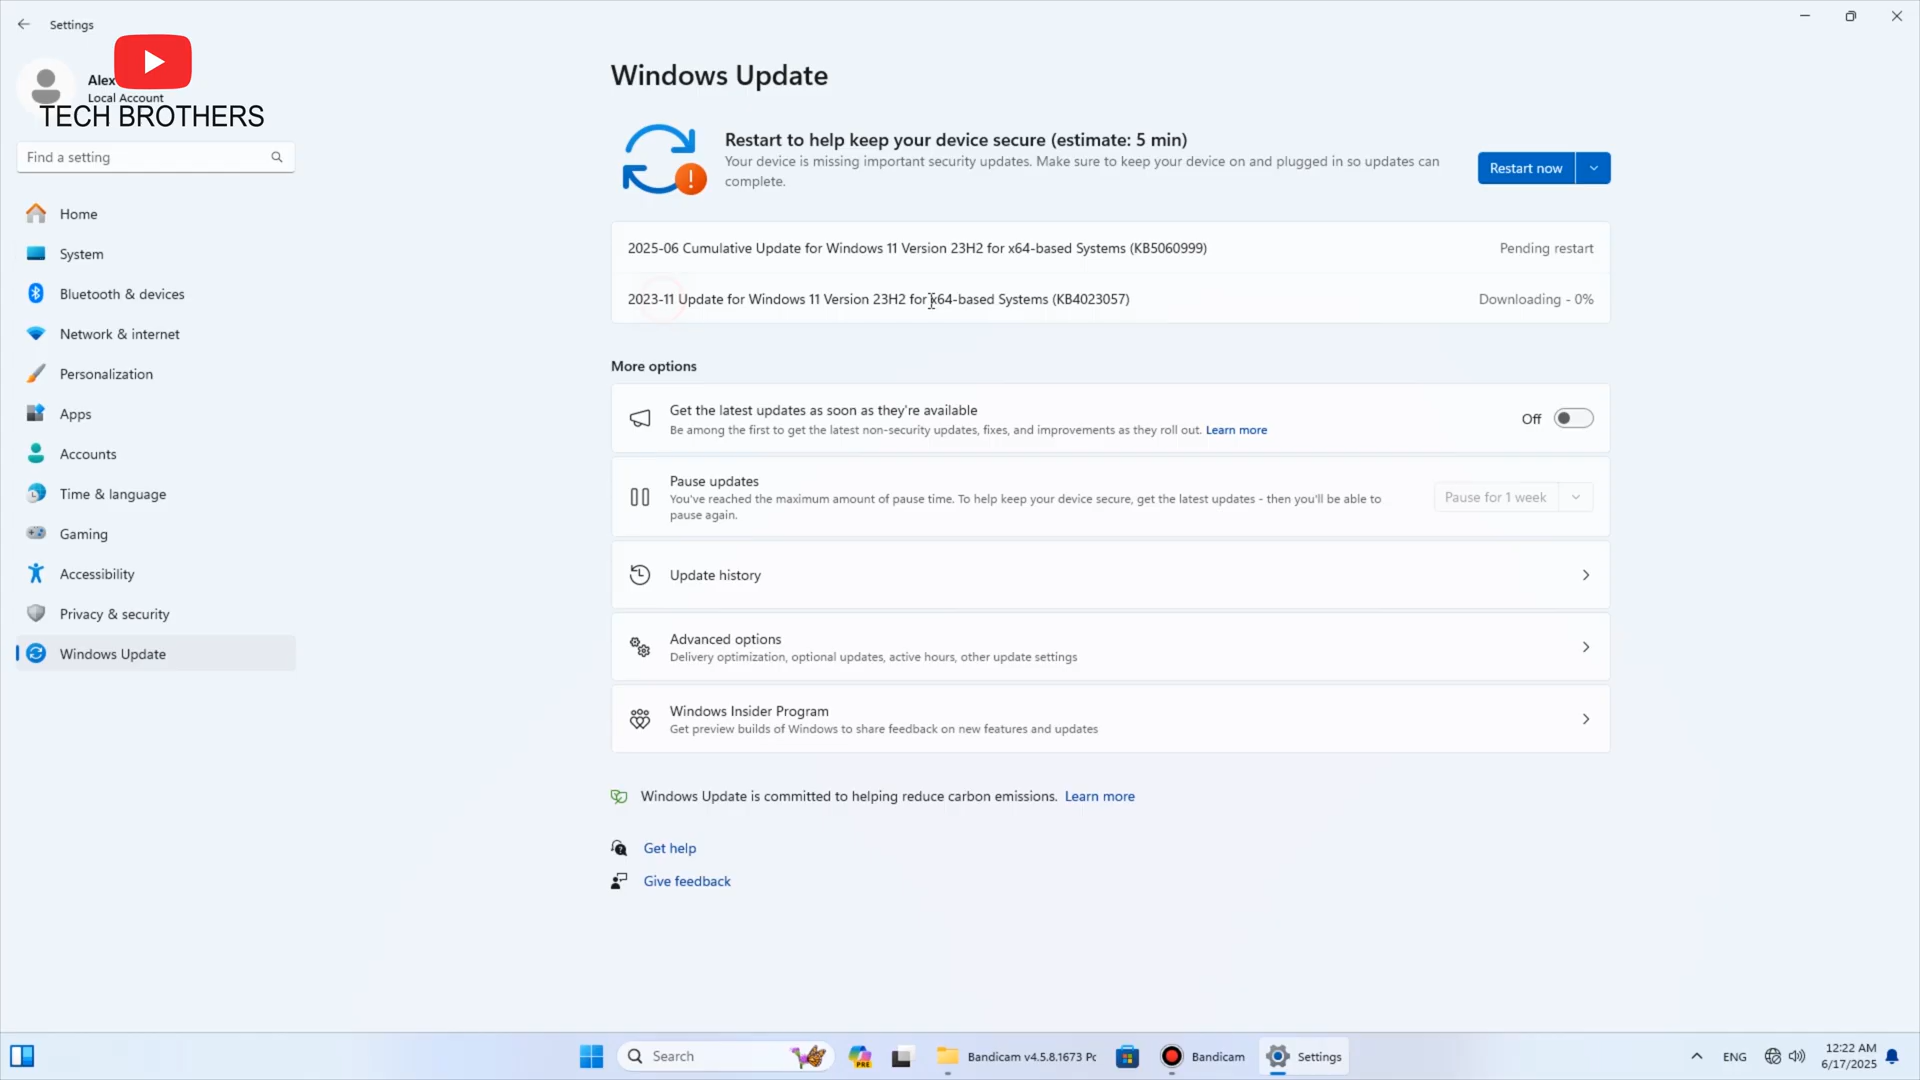 Settings
Alex
Local Account
TECH BROTHERS
Find a setting
Home
System
Bluetooth & devices
Network & internet
Personalization
Apps
Accounts
Time & language
Gaming
Accessibility
Privacy & security
Windows Update
Windows Update
Restart to help keep your device secure (estimate: 5 min)
Your device is missing important security updates. Make sure to keep your device on and plugged in so updates can
complete.
Restart now
2025-06 Cumulative Update for Windows 11 Version 23H2 for x64-based Systems (KB5060999)
Pending restart
2023-11 Update for Windows 11 Version 23H2 for x64-based Systems (KB4023057)
Downloading - 0%
More options
Get the latest updates as soon as they're available
Be among the first to get the latest non-security updates, fixes, and improvements as they roll out. Learn more
Off
Pause updates
You've reached the maximum amount of pause time. To help keep your device secure, get the latest updates - then you'll be able to
pause again.
Pause for 1 week
Update history
Advanced options
Delivery optimization, optional updates, active hours, other update settings
Windows Insider Program
Get preview builds of Windows to share feedback on new features and updates
Windows Update is committed to helping reduce carbon emissions. Learn more
Get help
Give feedback
Search
PRE
Bandicam v4.5.8.1673 Pc
Bandicam
Settings
ENG
12:22 AM
6/17/2025